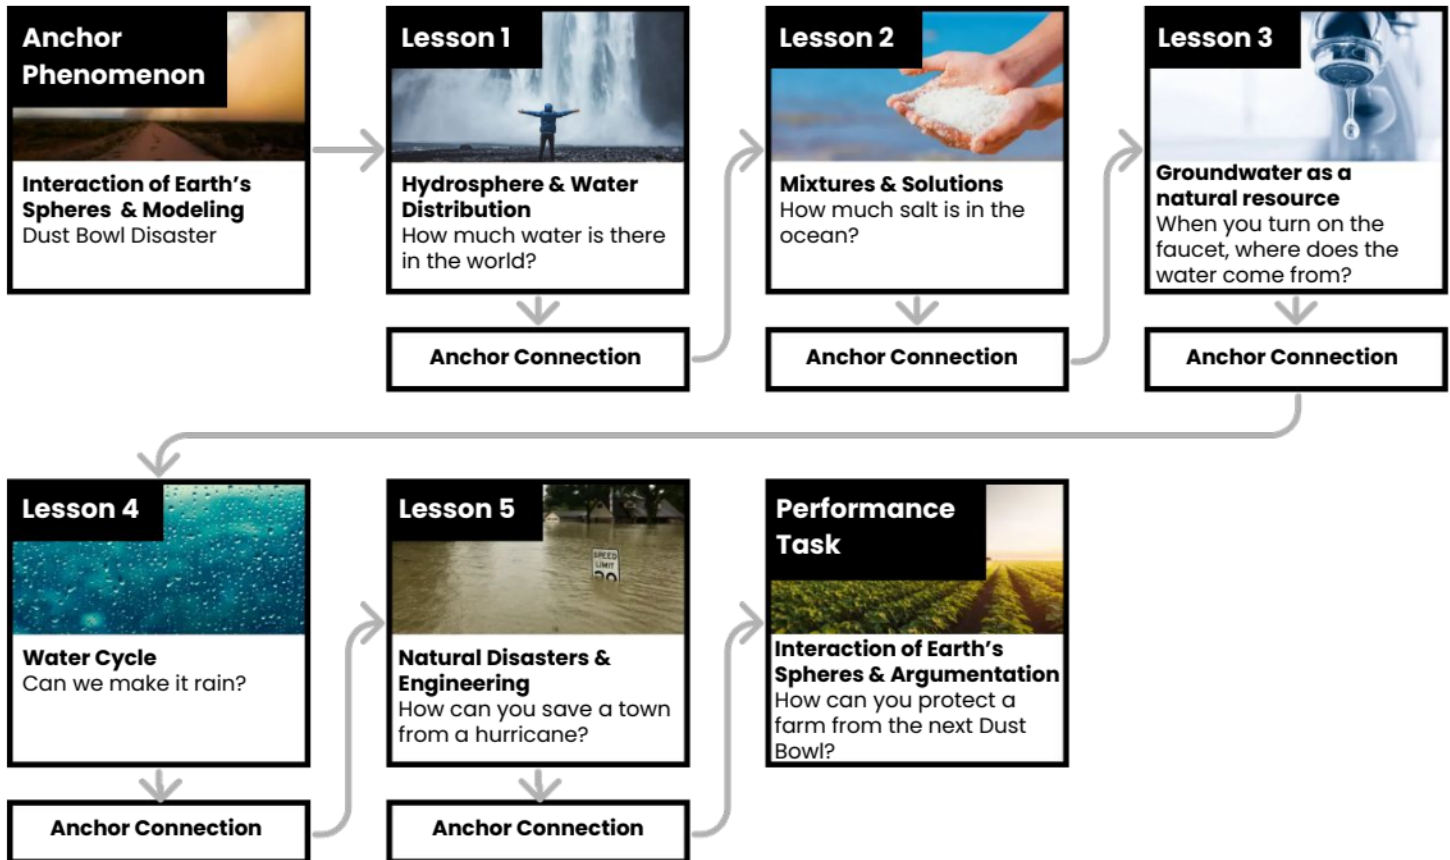 Anchor
Phenomenon
Interaction of Earth's
Spheres & Modeling
Dust Bowl Disaster
Lesson 1
Hydrosphere & Water
Distribution
How much water is there
in the world?
Anchor Connection
Lesson 2
Mixtures & Solutions
How much salt is in the
ocean?
Anchor Connection
Lesson 3
Groundwater as a
natural resource
When you turn on the
faucet, where does the
water come from?
Anchor Connection
Lesson 4
Water Cycle
Can we make it rain?
Anchor Connection
Lesson 5
SPEED
LIMIT
Natural Disasters &
Engineering
How can you save a town
from a hurricane?
Anchor Connection
Performance
Task
Interaction of Earth's
Spheres & Argumentation
How can you protect a
farm from the next Dust
Bowl?